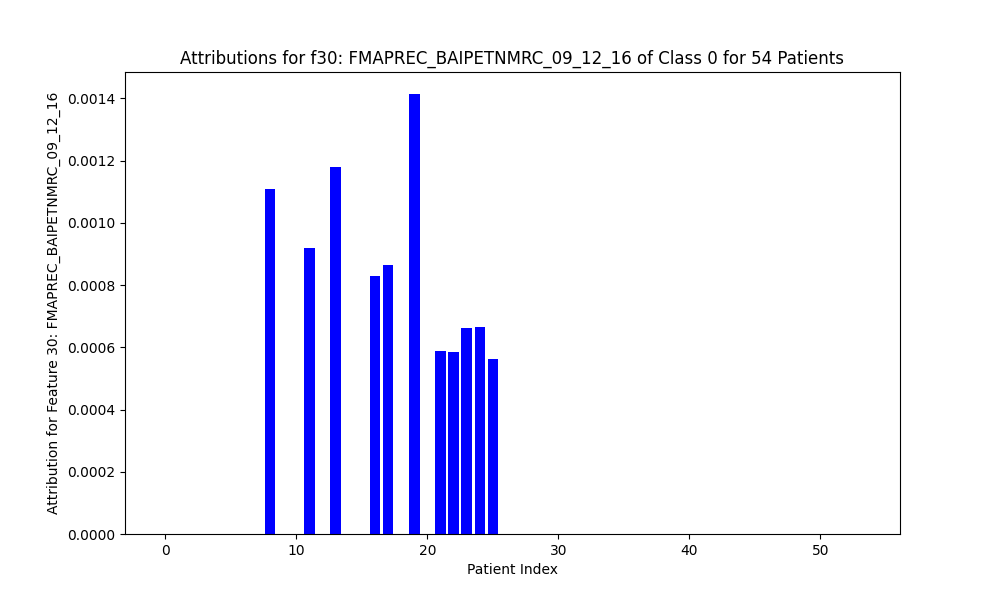 Attributions for f30: FMAPREC_BAIPETNMRC_09_12_16 of Class 0 for 54 Patients
Attribution for Feature 30: FMAPREC_BAIPETNMRC_09_12_16
0.0014
0.0012
0.0010
0.0008
0.0006
0.0004
0.0002
0.0000
0 10 20 30 40 50
Patient Index